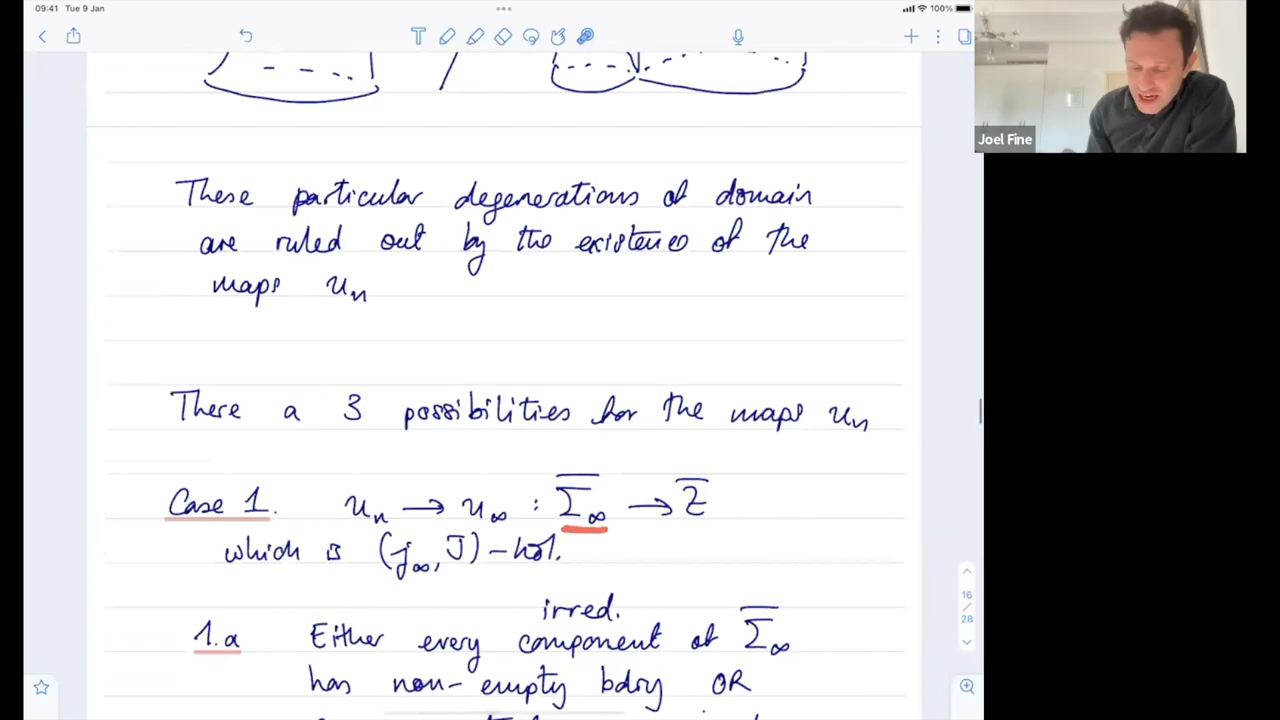 09:41 Tue 9 Jan
100%
Joel Fine
These particular degenerations of domain
are ruled out by the existence of the
maps uₙ
There a 3 possibilities for the maps uₙ
Case 1. uₙ → u∞ : Σ̅∞ → Z̅
which is (j∞, J) - hol.
irred.
1.a Either every component of Σ̅∞
has non-empty bdry OR
16
/
28